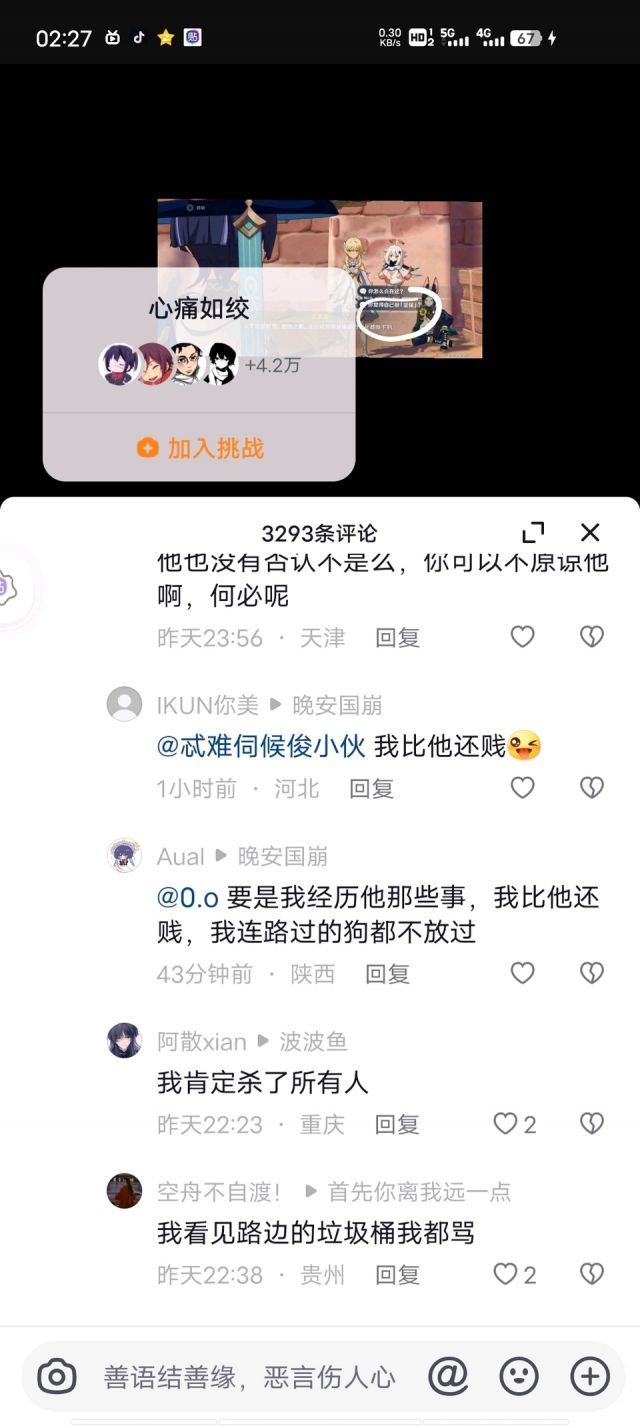 02:27
0.30
KB/s
HD 1
2
5G
4G
67
你怎么会在这?
心痛如绞
+4.2万
加入挑战
3293条评论
他也没有否认不是么，你可以不原谅他
啊，何必呢
昨天23:56 · 天津 回复
IKUN你美 ▶ 晚安国崩
@忒难伺候俊小伙 我比他还贱😜
1小时前 · 河北 回复
Aual ▶ 晚安国崩
@0.o 要是我经历他那些事，我比他还
贱，我连路过的狗都不放过
43分钟前 · 陕西 回复
阿散xian ▶ 波波鱼
我肯定杀了所有人
昨天22:23 · 重庆 回复 2
空舟不自渡！ ▶ 首先你离我远一点
我看见路边的垃圾桶我都骂
昨天22:38 · 贵州 回复 2
善语结善缘，恶言伤人心